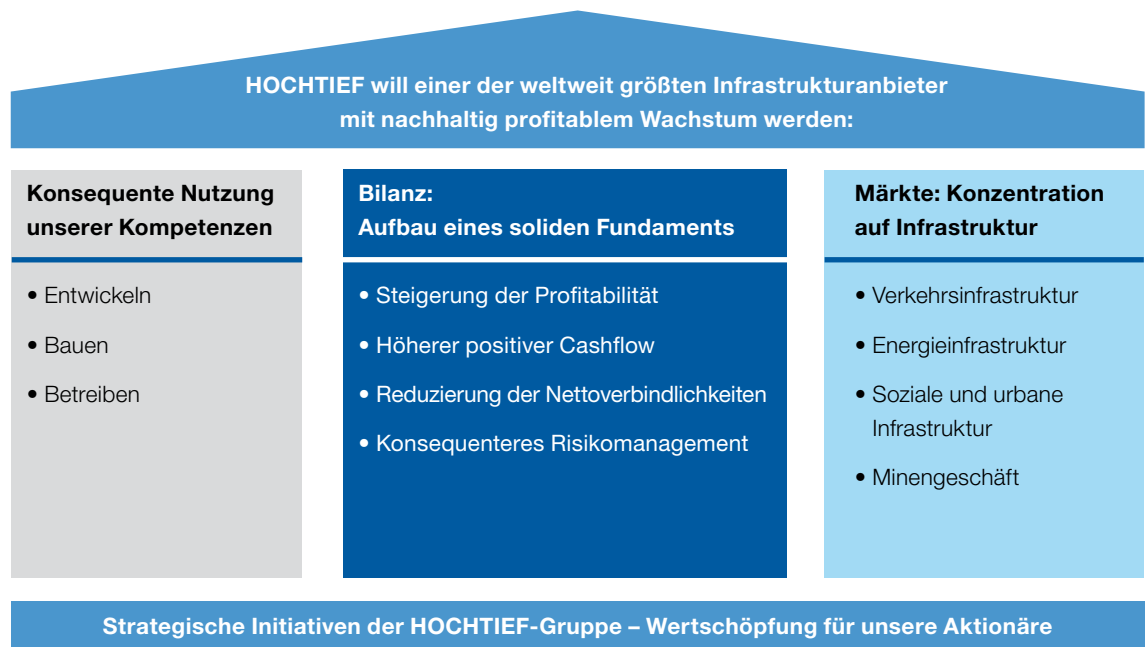 HOCHTIEF will einer der weltweit größten Infrastrukturanbieter
mit nachhaltig profitablem Wachstum werden:
Konsequente Nutzung
unserer Kompetenzen
• Entwickeln
• Bauen
• Betreiben
Bilanz:
Aufbau eines soliden Fundaments
• Steigerung der Profitabilität
• Höherer positiver Cashflow
• Reduzierung der Nettoverbindlichkeiten
• Konsequenteres Risikomanagement
Märkte: Konzentration
auf Infrastruktur
• Verkehrsinfrastruktur
• Energieinfrastruktur
• Soziale und urbane
Infrastruktur
• Minengeschäft
Strategische Initiativen der HOCHTIEF-Gruppe – Wertschöpfung für unsere Aktionäre